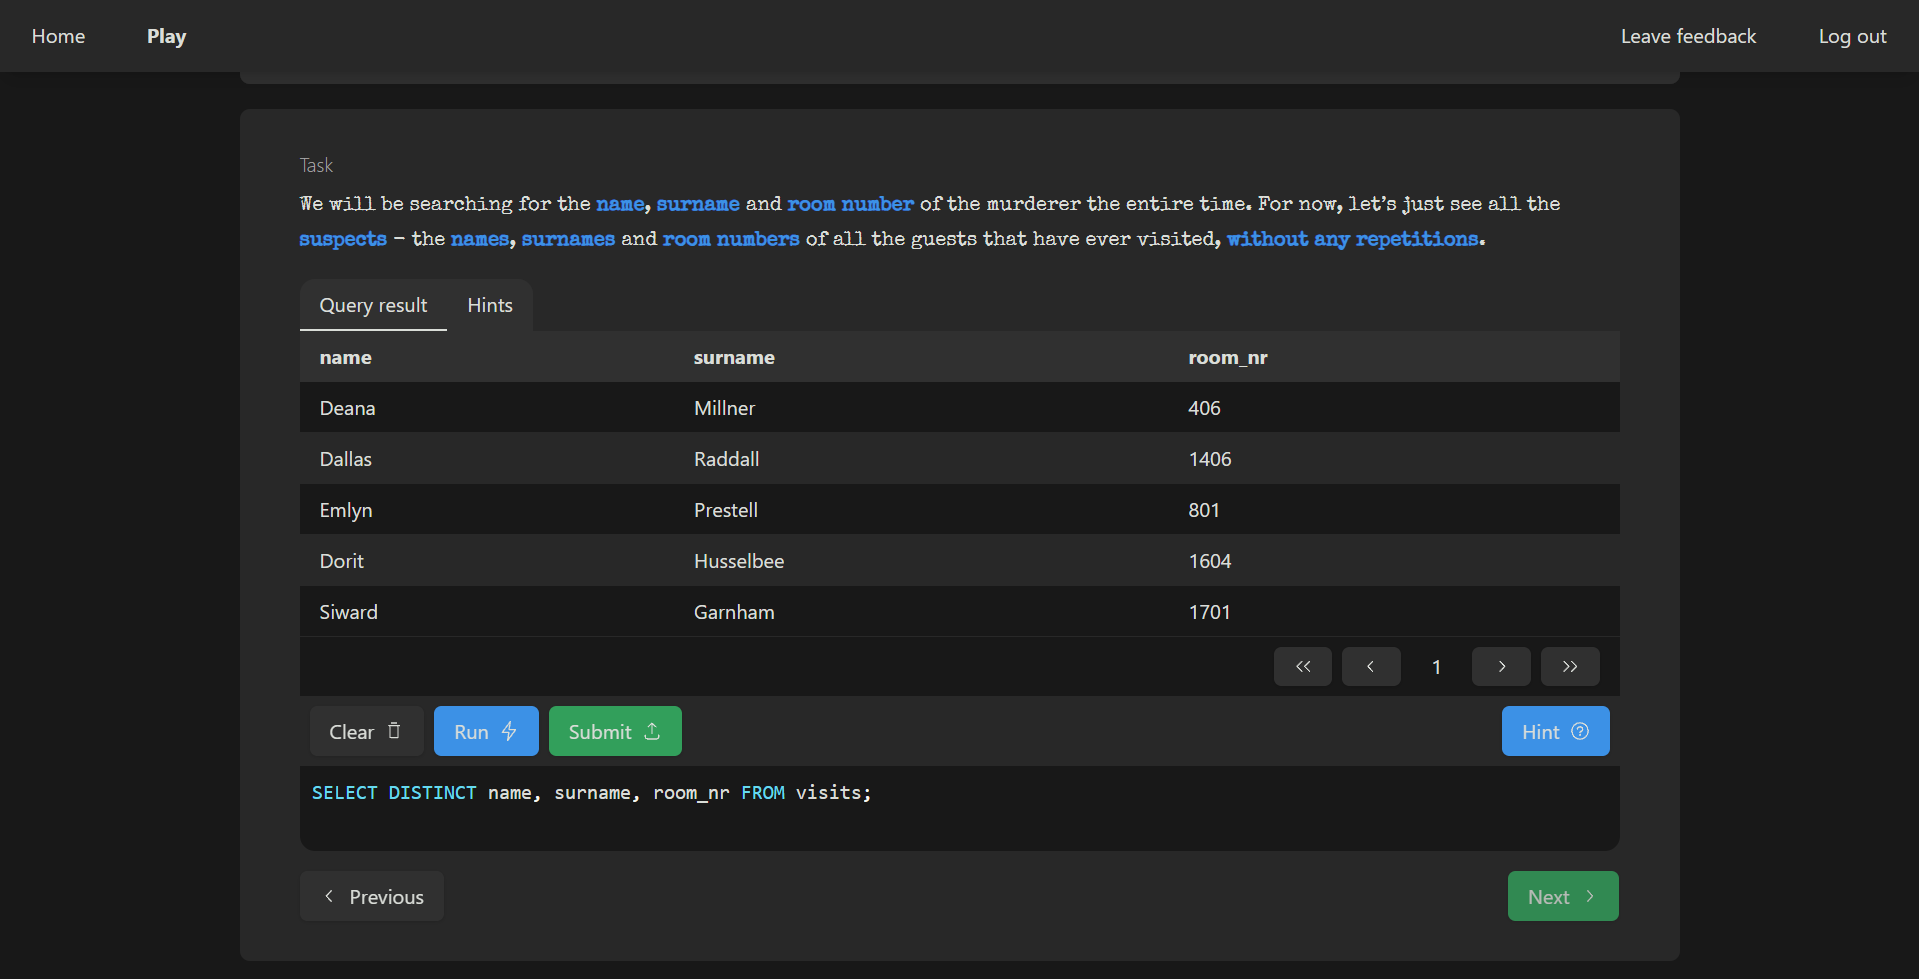 Home Play Leave feedback Log out
Task
We will be searching for the name, surname and room number of the murderer the entire time. For now, let's just see all the
suspects – the names, surnames and room numbers of all the guests that have ever visited, without any repetitions.
Query result Hints
name surname room_nr
Deana Millner 406
Dallas Raddall 1406
Emlyn Prestell 801
Dorit Husselbee 1604
Siward Garnham 1701
1
Clear Run Submit Hint
SELECT DISTINCT name, surname, room_nr FROM visits;
Previous Next